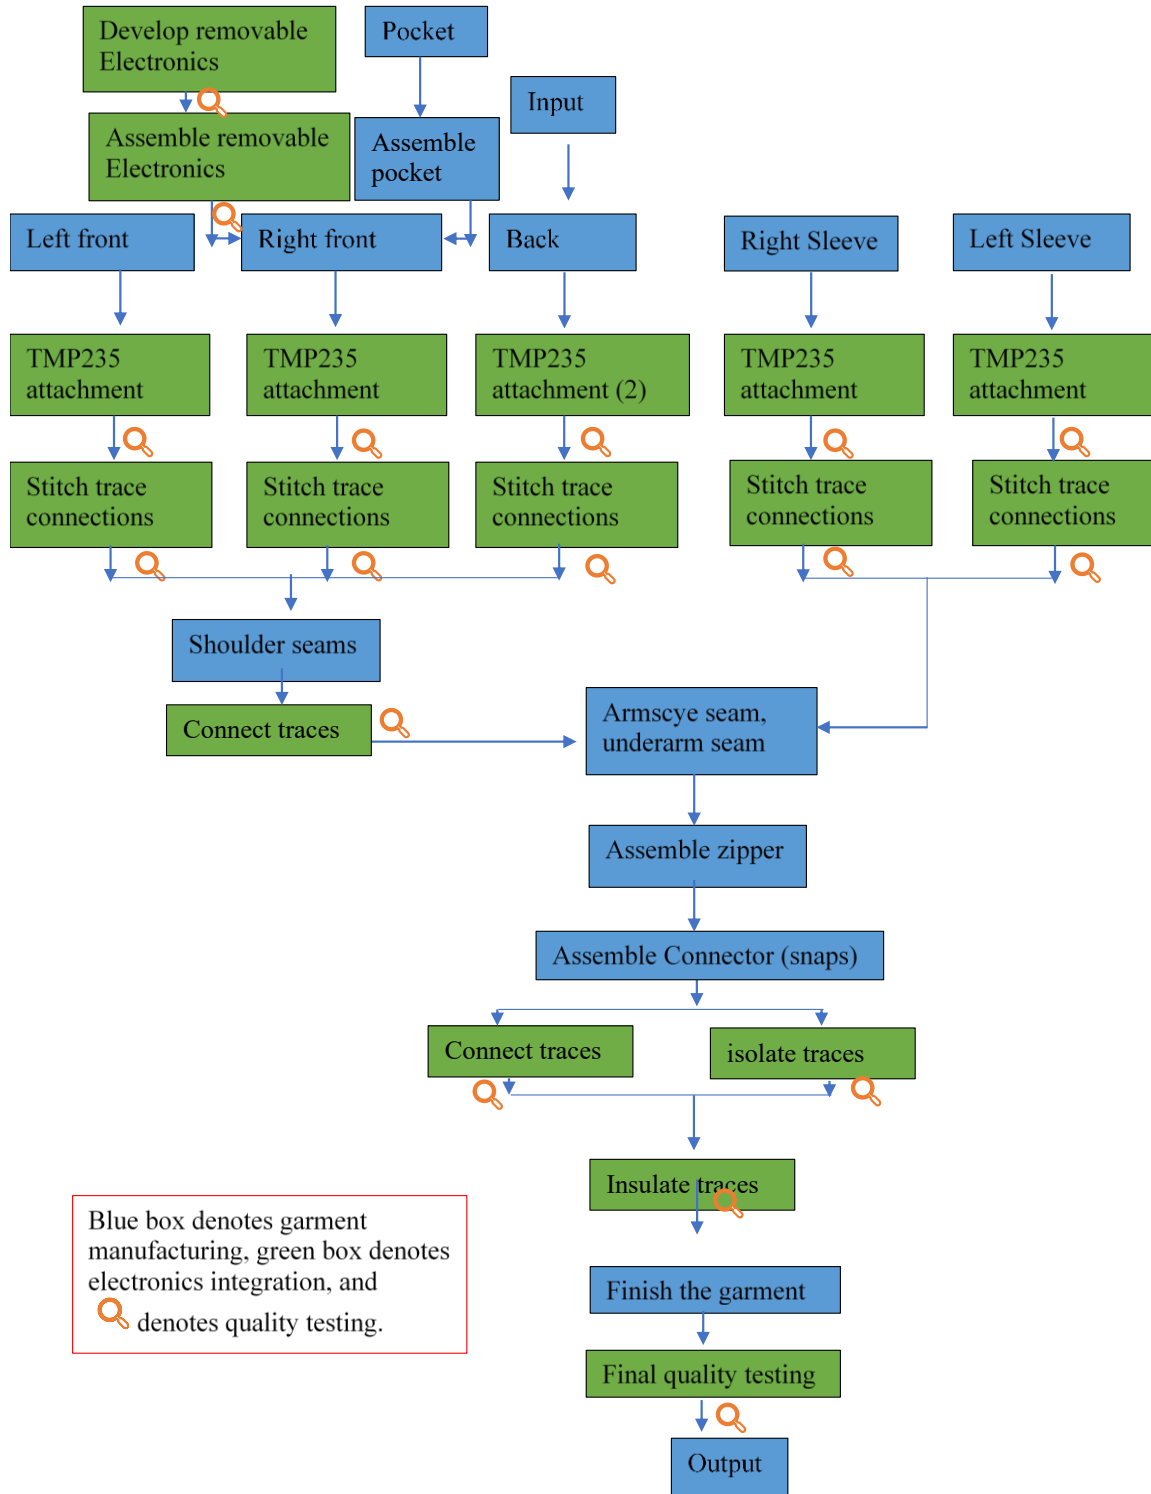 Develop removable
Electronics
Pocket
Input
Assemble removable
Electronics
Assemble
pocket
Left front
Right front
Back
Right Sleeve
Left Sleeve
TMP235
attachment
TMP235
attachment
TMP235
attachment (2)
TMP235
attachment
TMP235
attachment
Stitch trace
connections
Stitch trace
connections
Stitch trace
connections
Stitch trace
connections
Stitch trace
connections
Shoulder seams
Connect traces
Armscye seam,
underarm seam
Assemble zipper
Assemble Connector (snaps)
Connect traces
isolate traces
Insulate traces
Blue box denotes garment
manufacturing, green box denotes
electronics integration, and
denotes quality testing.
Finish the garment
Final quality testing
Output